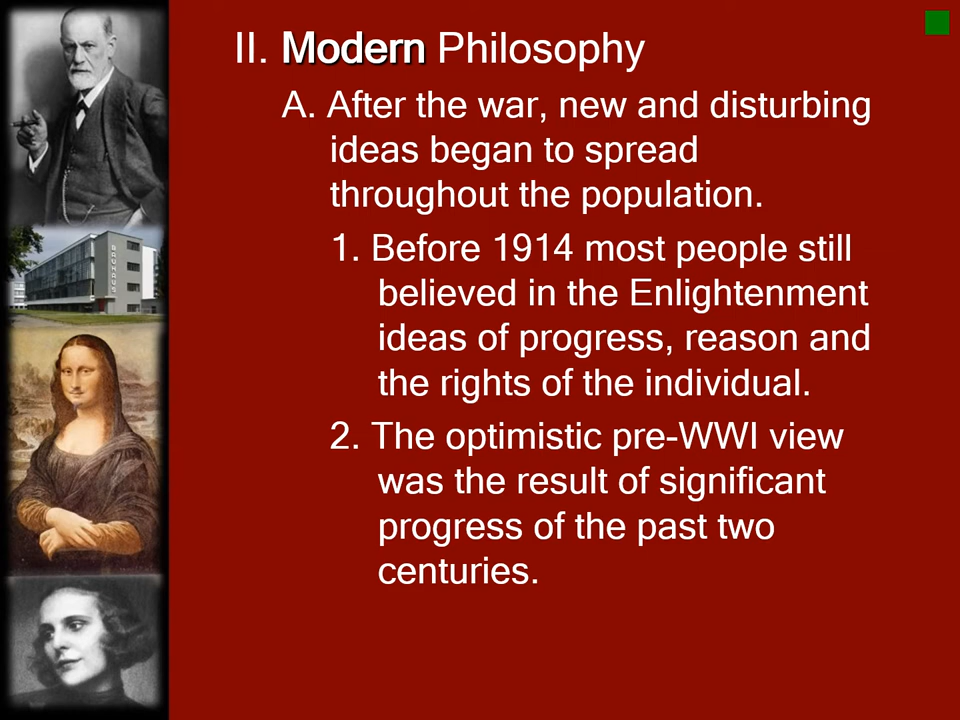 II. Modern Philosophy
A. After the war, new and disturbing
ideas began to spread
throughout the population.
1. Before 1914 most people still
believed in the Enlightenment
ideas of progress, reason and
the rights of the individual.
2. The optimistic pre-WWI view
was the result of significant
progress of the past two
centuries.
BAUHAUS